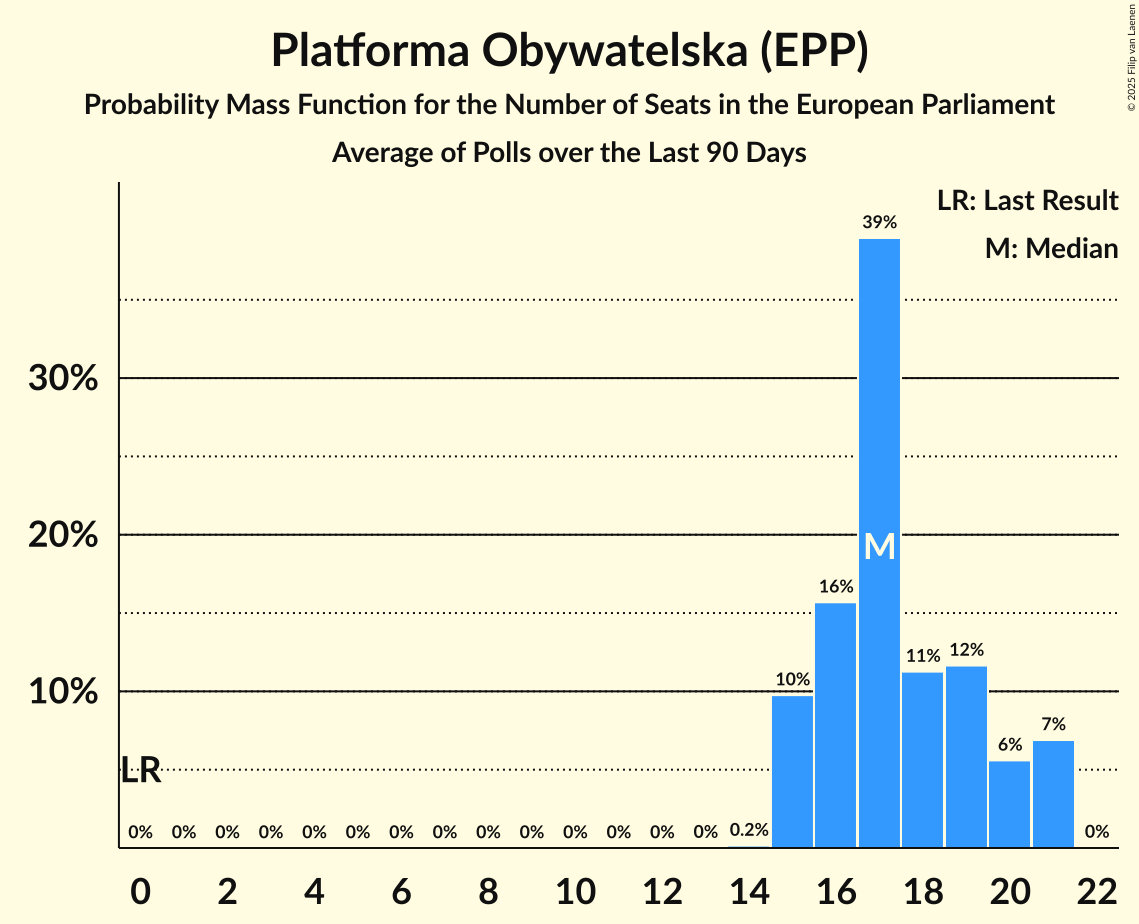 Platforma Obywatelska (EPP)
Probability Mass Function for the Number of Seats in the European Parliament
Average of Polls over the Last 90 Days
© 2025 Filip van Laenen
LR: Last Result
M: Median
39%
30%
20%
M
16%
11%
12%
10%
10%
7%
6%
LR
0% 0% 0% 0% 0% 0% 0% 0% 0% 0% 0% 0% 0% 0% 0.2% 0%
0 2 4 6 8 10 12 14 16 18 20 22